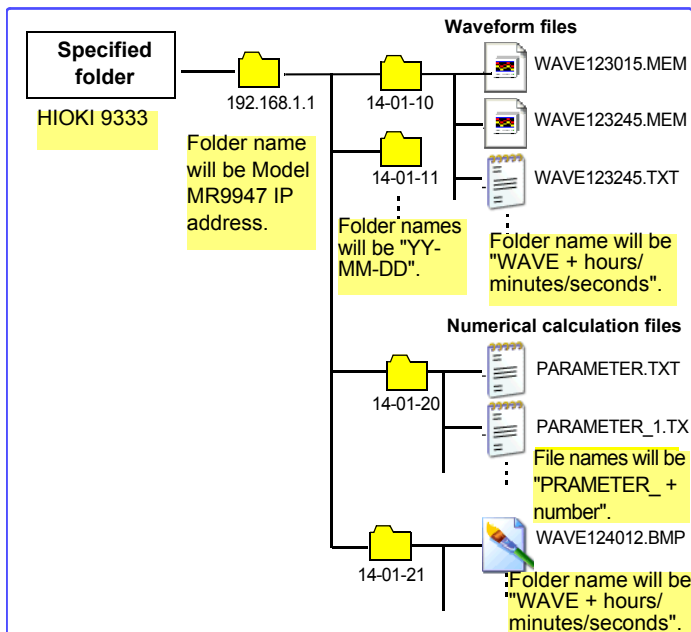 Waveform files
Specified
folder
HIOKI 9333
192.168.1.1
Folder name
will be Model
MR9947 IP
address.
14-01-10
14-01-11
Folder names
will be "YY-
MM-DD".
WAVE123015.MEM
WAVE123245.MEM
WAVE123245.TXT
Folder name will be
"WAVE + hours/
minutes/seconds".
Numerical calculation files
14-01-20
PARAMETER.TXT
PARAMETER_1.TX
File names will be
"PRAMETER_ +
number".
14-01-21
WAVE124012.BMP
Folder name will be
"WAVE + hours/
minutes/seconds".